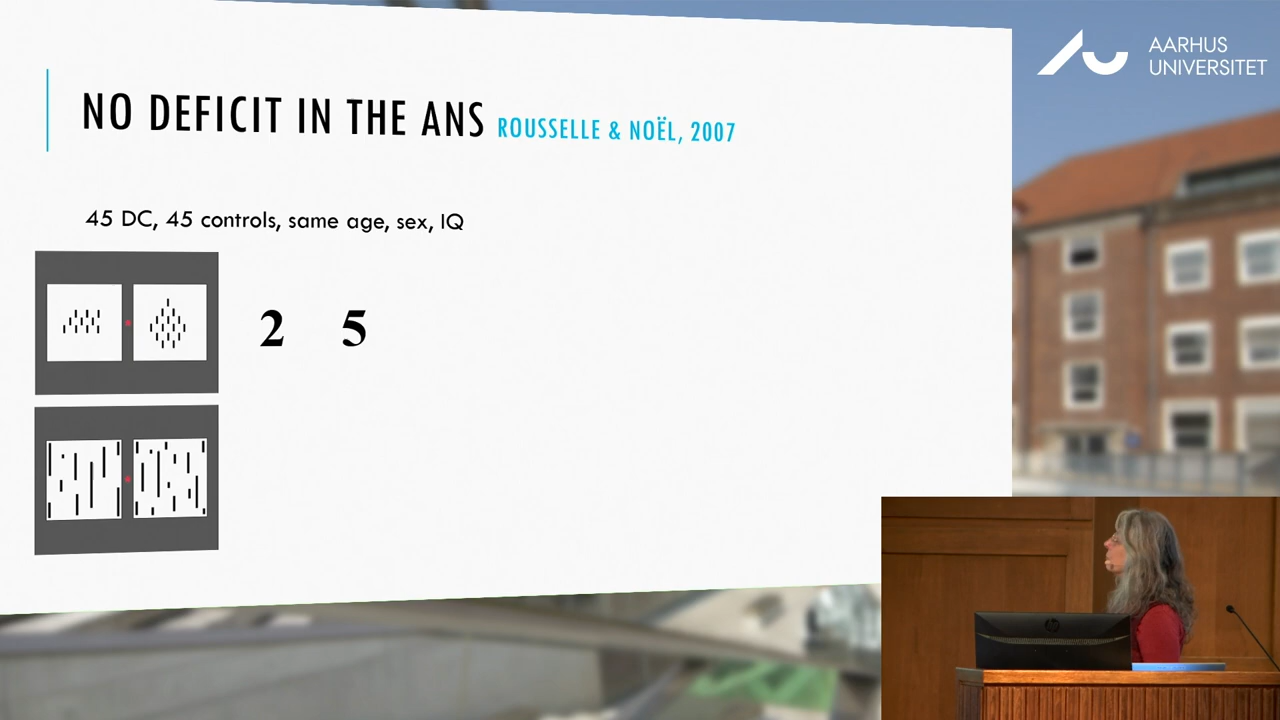 NO DEFICIT IN THE ANS ROUSSELLE & NOËL, 2007
45 DC, 45 controls, same age, sex, IQ
2 5
AARHUS
UNIVERSITET
hp